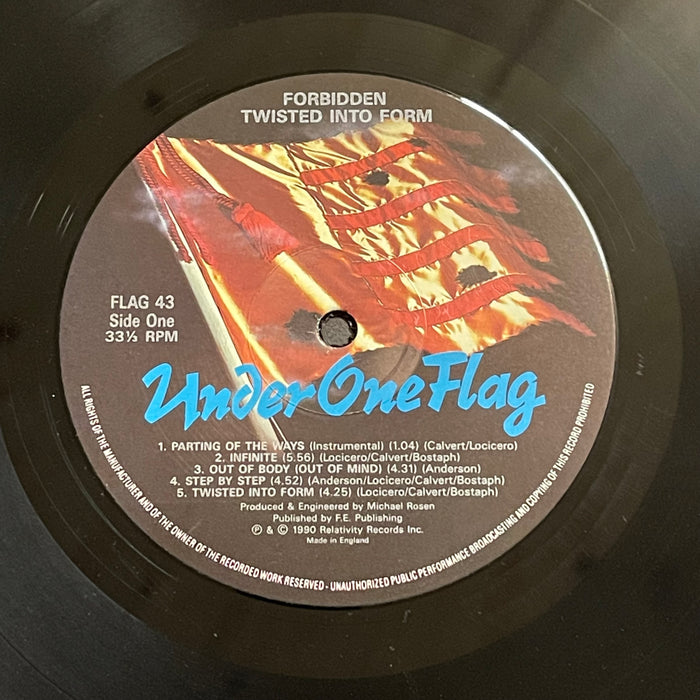 FORBIDDEN
TWISTED INTO FORM
FLAG 43
Side One
33⅓ RPM
Under One Flag
1. PARTING OF THE WAYS (Instrumental) (1.04) (Calvert/Locicero)
2. INFINITE (5.56) (Locicero/Calvert/Bostaph)
3. OUT OF BODY (OUT OF MIND) (4.31) (Anderson)
4. STEP BY STEP (4.52) (Anderson/Locicero/Calvert/Bostaph)
5. TWISTED INTO FORM (4.25) (Locicero/Calvert/Bostaph)
Produced & Engineered by Michael Rosen
Published by F.E. Publishing
℗ & © 1990 Relativity Records Inc.
Made in England
ALL RIGHTS OF THE MANUFACTURER AND OF THE OWNER OF THE RECORDED WORK RESERVED - UNAUTHORIZED PUBLIC PERFORMANCE BROADCASTING AND COPYING OF THIS RECORD PROHIBITED